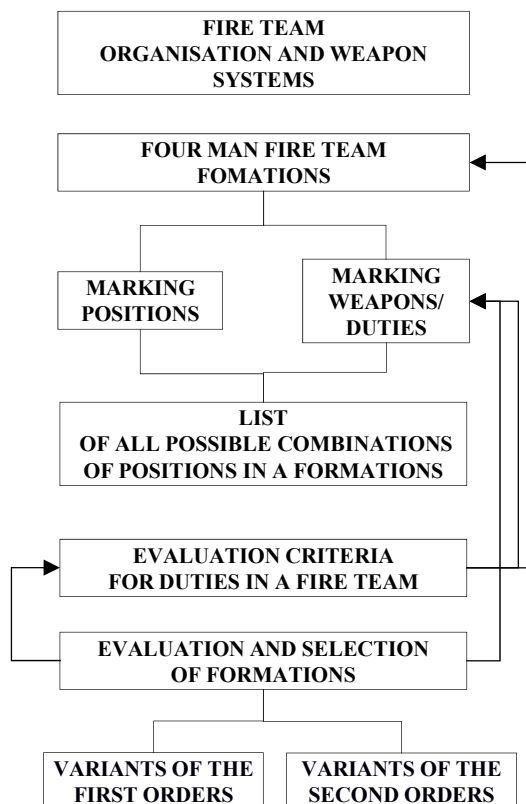 FIRE TEAM
ORGANISATION AND WEAPON
SYSTEMS
FOUR MAN FIRE TEAM
FOMATIONS
MARKING
POSITIONS
MARKING
WEAPONS/
DUTIES
LIST
OF ALL POSSIBLE COMBINATIONS
OF POSITIONS IN A FORMATIONS
EVALUATION CRITERIA
FOR DUTIES IN A FIRE TEAM
EVALUATION AND SELECTION
OF FORMATIONS
VARIANTS OF THE
FIRST ORDERS
VARIANTS OF THE
SECOND ORDERS